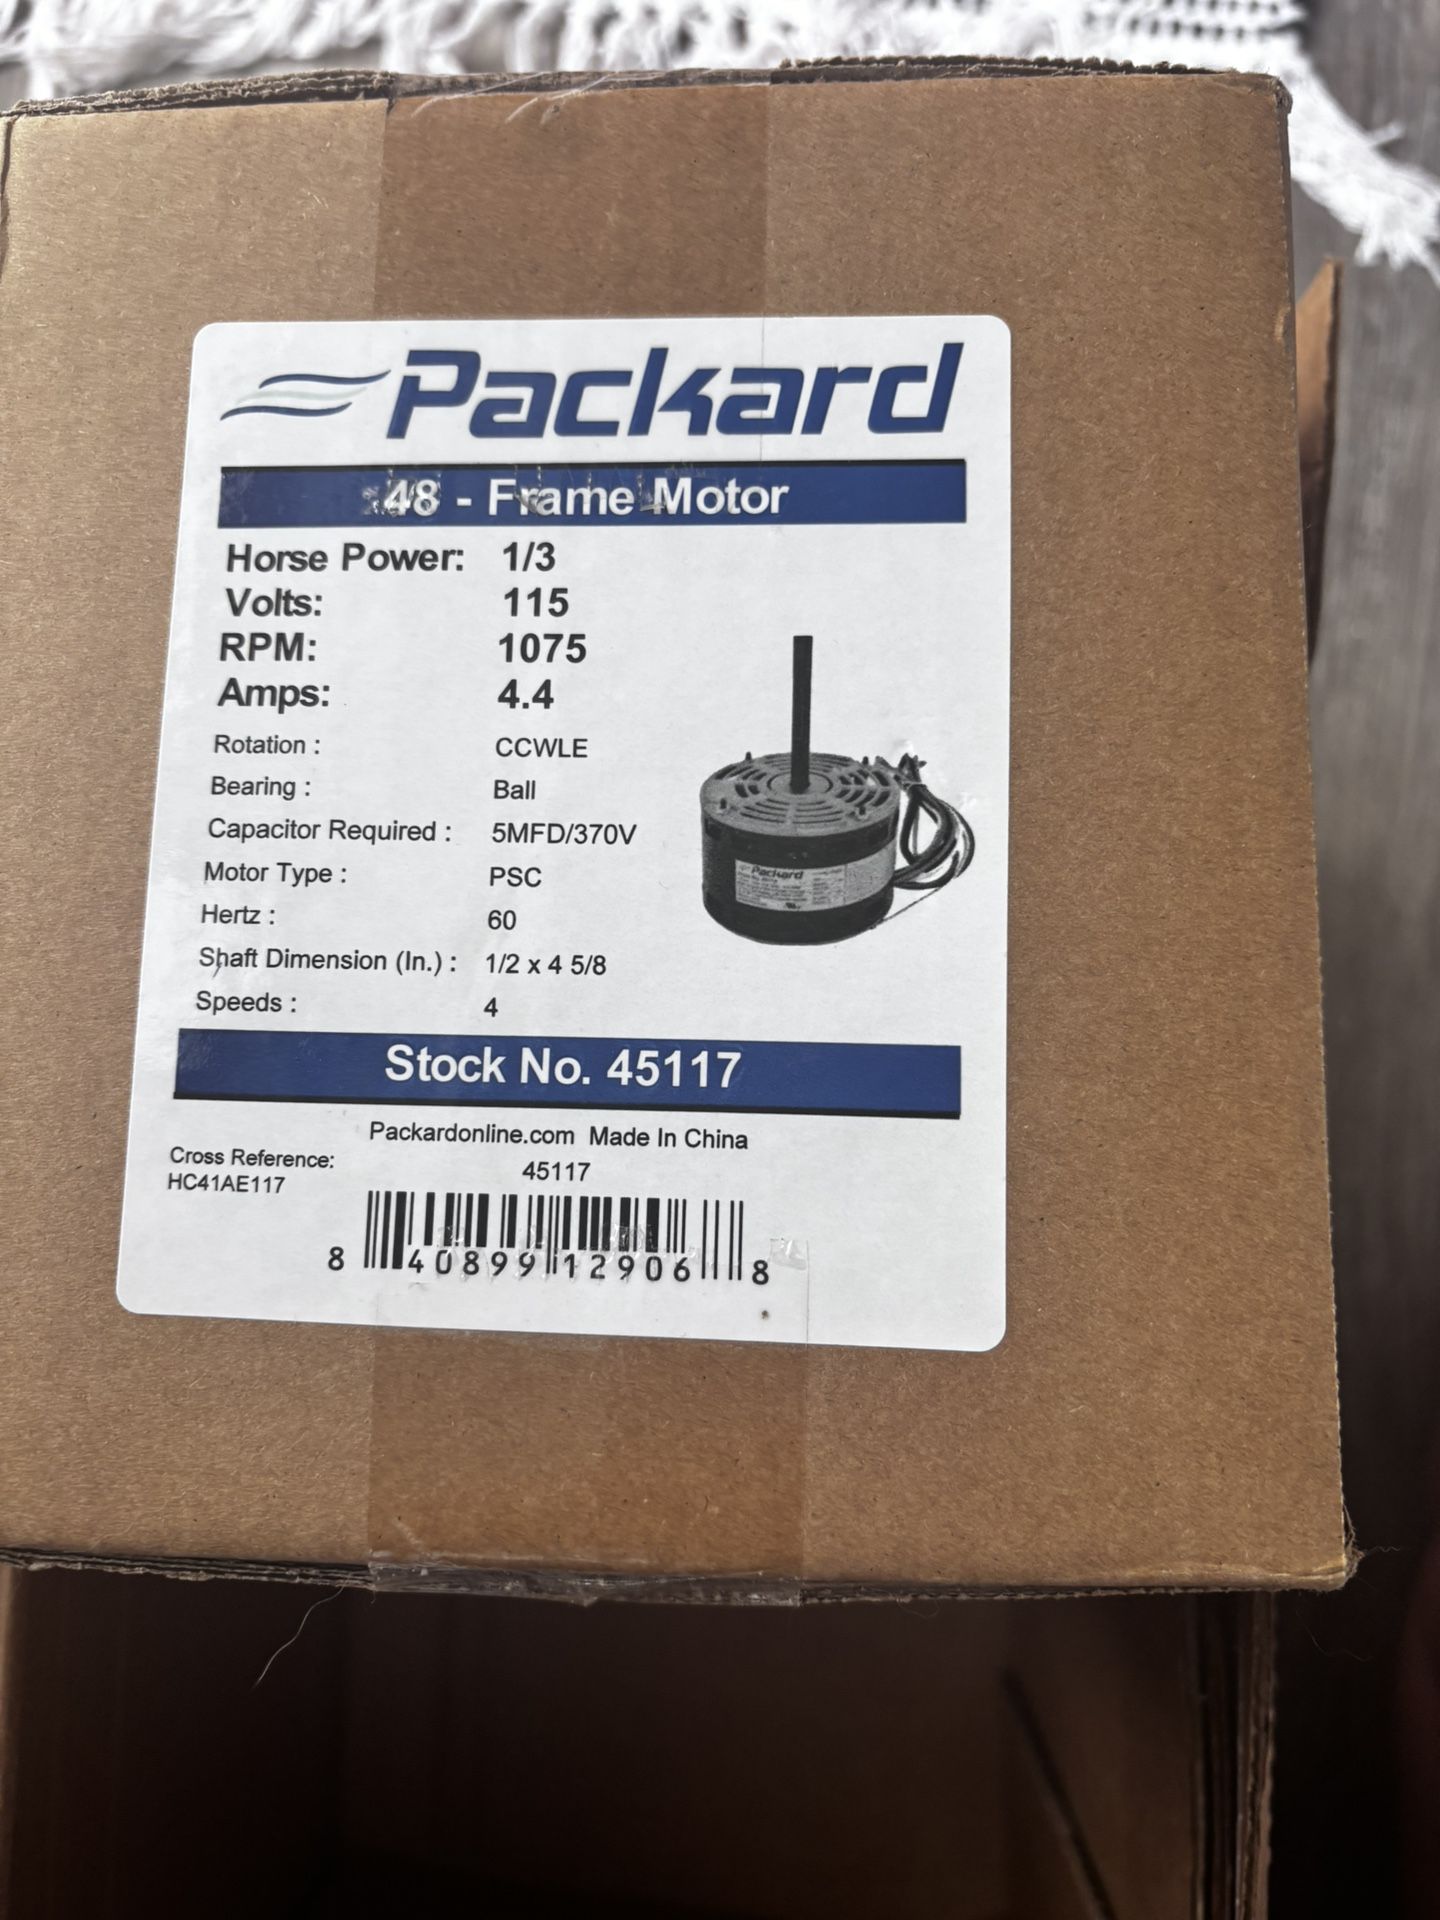 Packard
48 - Frame Motor
Horse Power: 1/3
Volts: 115
RPM: 1075
Amps: 4.4
Rotation : CCWLE
Bearing : Ball
Capacitor Required : 5MFD/370V
Motor Type : PSC
Hertz : 60
Shaft Dimension (In.) : 1/2 x 4 5/8
Speeds : 4
Packard
Stock No. 45117
Packardonline.com Made In China
Cross Reference: 45117
HC41AE117
8 40899 12906 8